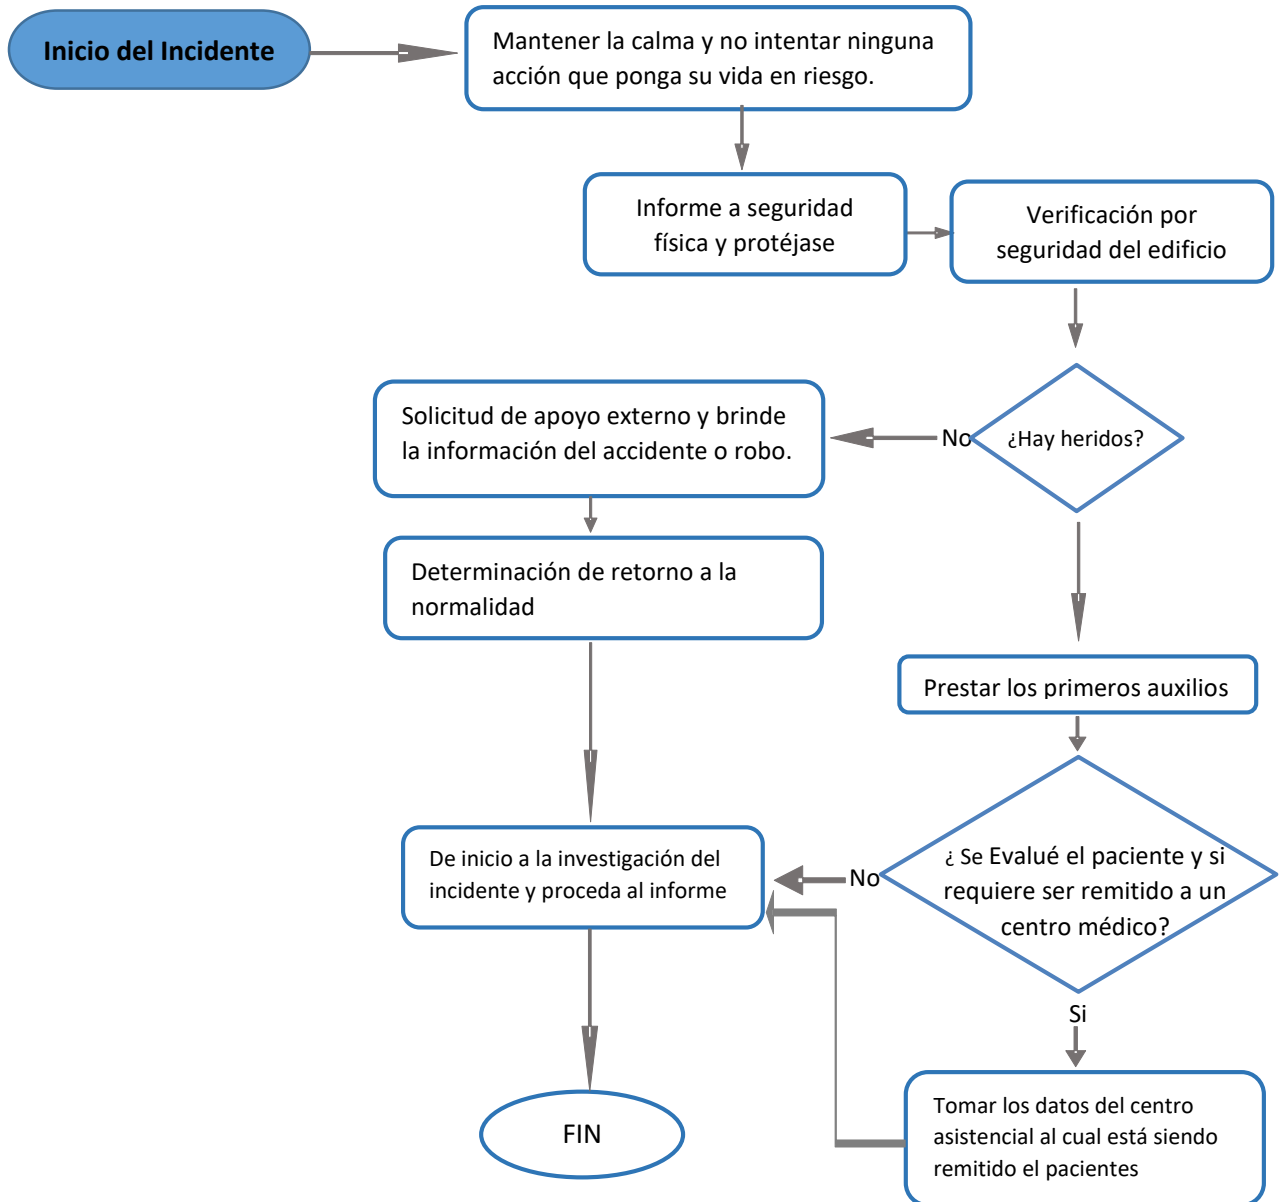 Inicio del Incidente
Mantener la calma y no intentar ninguna
acción que ponga su vida en riesgo.
Informe a seguridad
física y protéjase
Verificación por
seguridad del edificio
¿Hay heridos?
No
Solicitud de apoyo externo y brinde
la información del accidente o robo.
Determinación de retorno a la
normalidad
Prestar los primeros auxilios
¿ Se Evalué el paciente y si
requiere ser remitido a un
centro médico?
No
De inicio a la investigación del
incidente y proceda al informe
Si
Tomar los datos del centro
asistencial al cual está siendo
remitido el pacientes
FIN